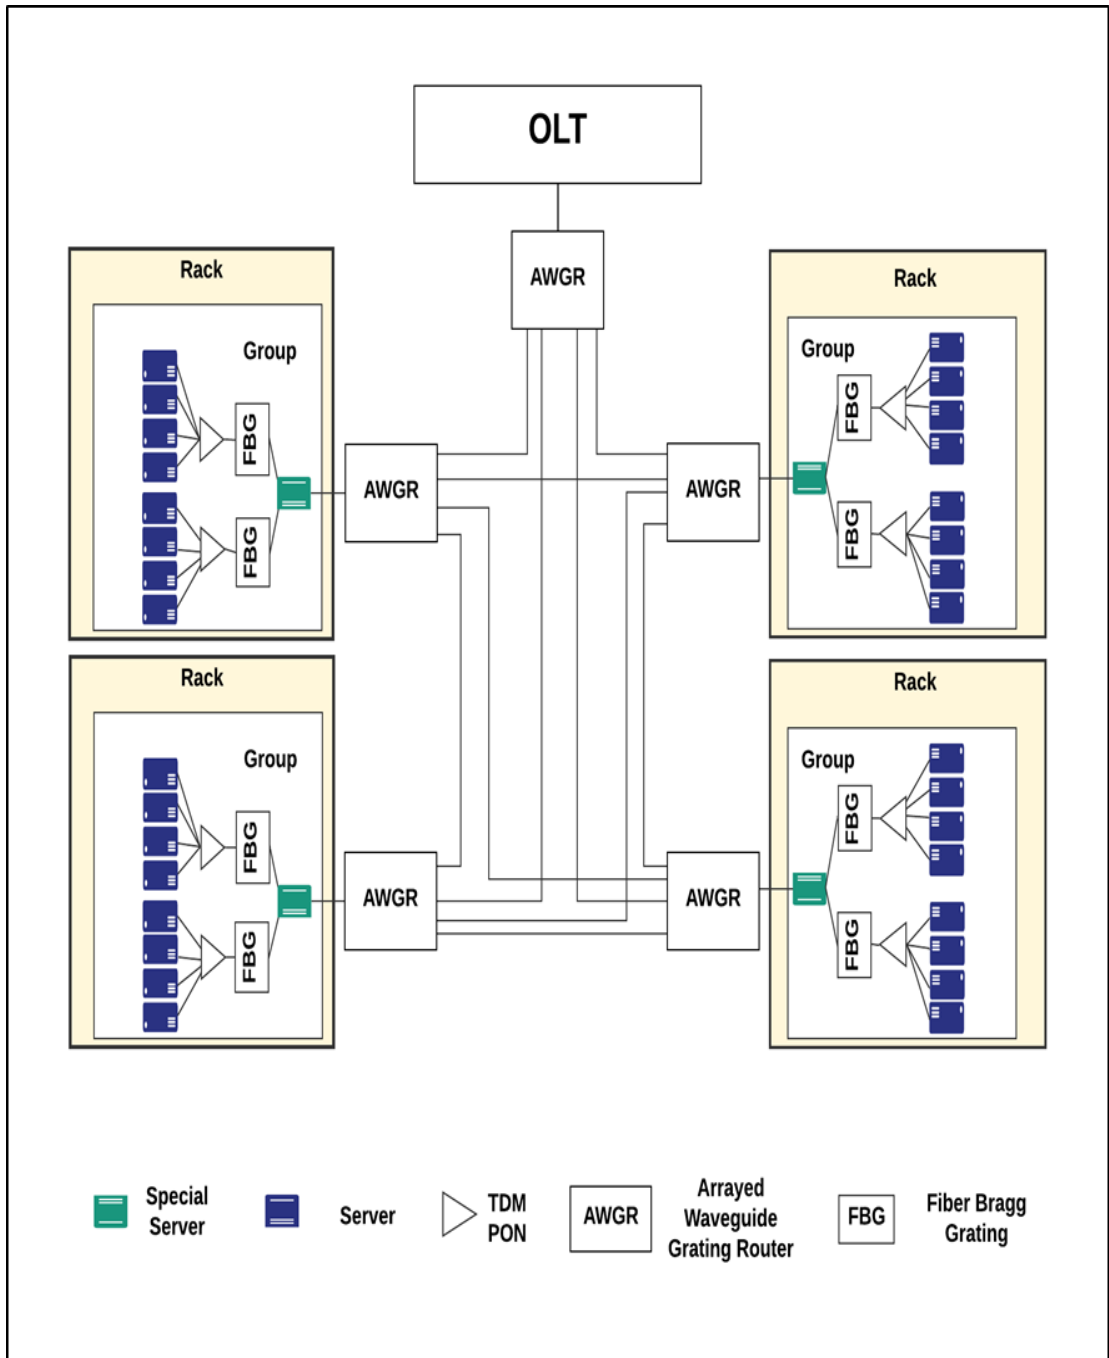 OLT
AWGR
Rack
Group
FBG
FBG
AWGR
Rack
Group
FBG
FBG
AWGR
Rack
Group
FBG
FBG
AWGR
Rack
Group
FBG
FBG
AWGR
Special
Server
Server
TDM
PON
AWGR
Arrayed
Waveguide
Grating Router
FBG
Fiber Bragg
Grating